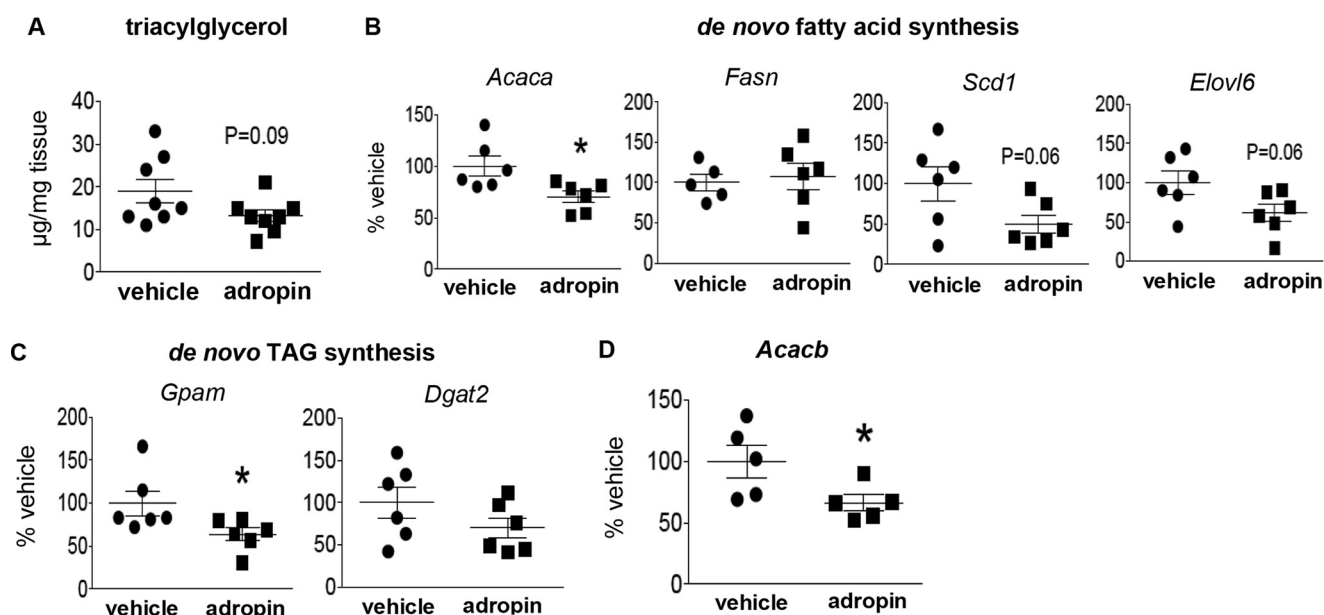 A triacylglycerol
B de novo fatty acid synthesis
µg/mg tissue
40
30
20
10
0
P=0.09
vehicle adropin
Acaca
% vehicle
150
100
50
0
*
vehicle adropin
Fasn
200
150
100
50
0
vehicle adropin
Scd1
200
150
100
50
0
P=0.06
vehicle adropin
Elovl6
200
150
100
50
0
P=0.06
vehicle adropin
C de novo TAG synthesis
Gpam
% vehicle
200
150
100
50
0
*
vehicle adropin
Dgat2
200
150
100
50
0
vehicle adropin
D Acacb
% vehicle
150
100
50
0
*
vehicle adropin